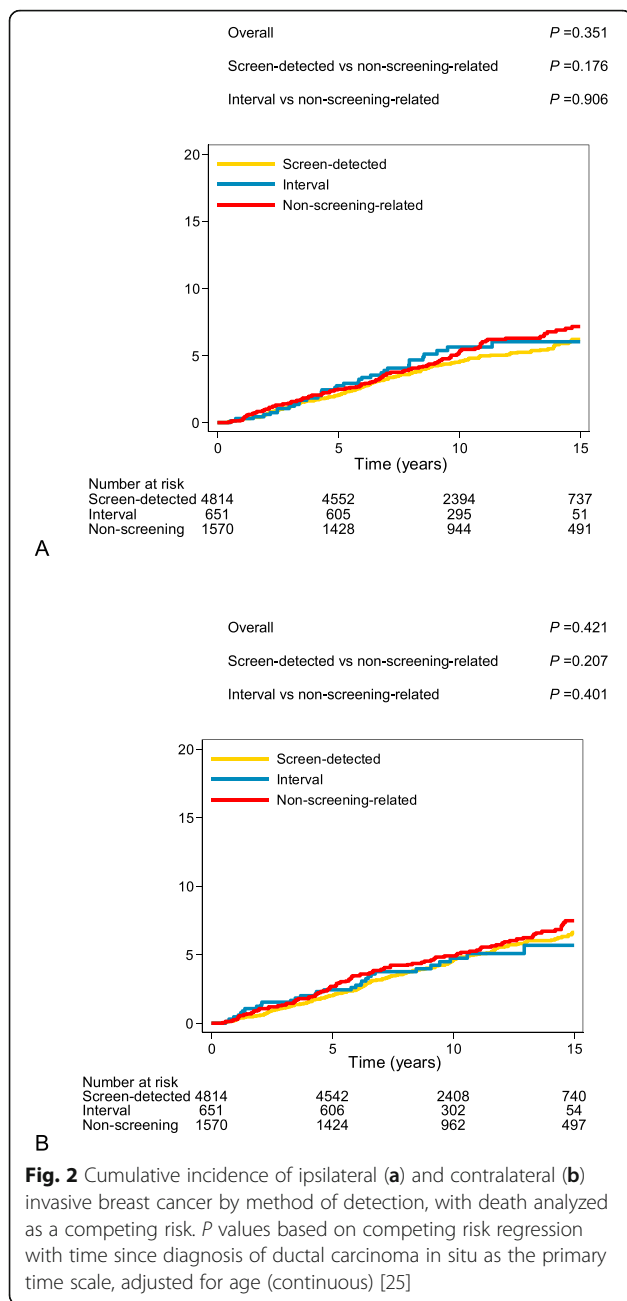 Overall P =0.351
Screen-detected vs non-screening-related P =0.176
Interval vs non-screening-related P =0.906
20
15
10
5
0
Screen-detected
Interval
Non-screening-related
0 5 10 15
Time (years)
Number at risk
Screen-detected 4814 4552 2394 737
Interval 651 605 295 51
Non-screening 1570 1428 944 491
A
Overall P =0.421
Screen-detected vs non-screening-related P =0.207
Interval vs non-screening-related P =0.401
20
15
10
5
0
Screen-detected
Interval
Non-screening-related
0 5 10 15
Time (years)
Number at risk
Screen-detected 4814 4542 2408 740
Interval 651 606 302 54
Non-screening 1570 1424 962 497
B
Fig. 2 Cumulative incidence of ipsilateral (a) and contralateral (b)
invasive breast cancer by method of detection, with death analyzed
as a competing risk. P values based on competing risk regression
with time since diagnosis of ductal carcinoma in situ as the primary
time scale, adjusted for age (continuous) [25]